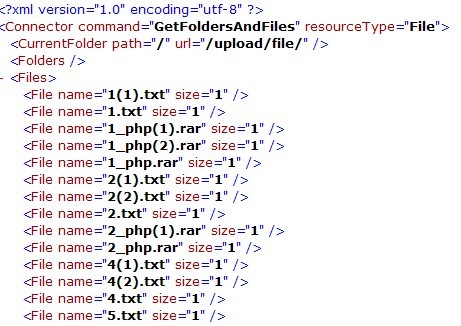 <?xml version="1.0" encoding="utf-8" ?>
<Connector command="GetFoldersAndFiles" resourceType="File">
<CurrentFolder path="/" url="/upload/file/" />
<Folders />
- <Files>
<File name="1(1).txt" size="1" />
<File name="1.txt" size="1" />
<File name="1_php(1).rar" size="1" />
<File name="1_php(2).rar" size="1" />
<File name="1_php.rar" size="1" />
<File name="2(1).txt" size="1" />
<File name="2(2).txt" size="1" />
<File name="2.txt" size="1" />
<File name="2_php(1).rar" size="1" />
<File name="2_php.rar" size="1" />
<File name="4(1).txt" size="1" />
<File name="4(2).txt" size="1" />
<File name="4.txt" size="1" />
<File name="5.txt" size="1" />